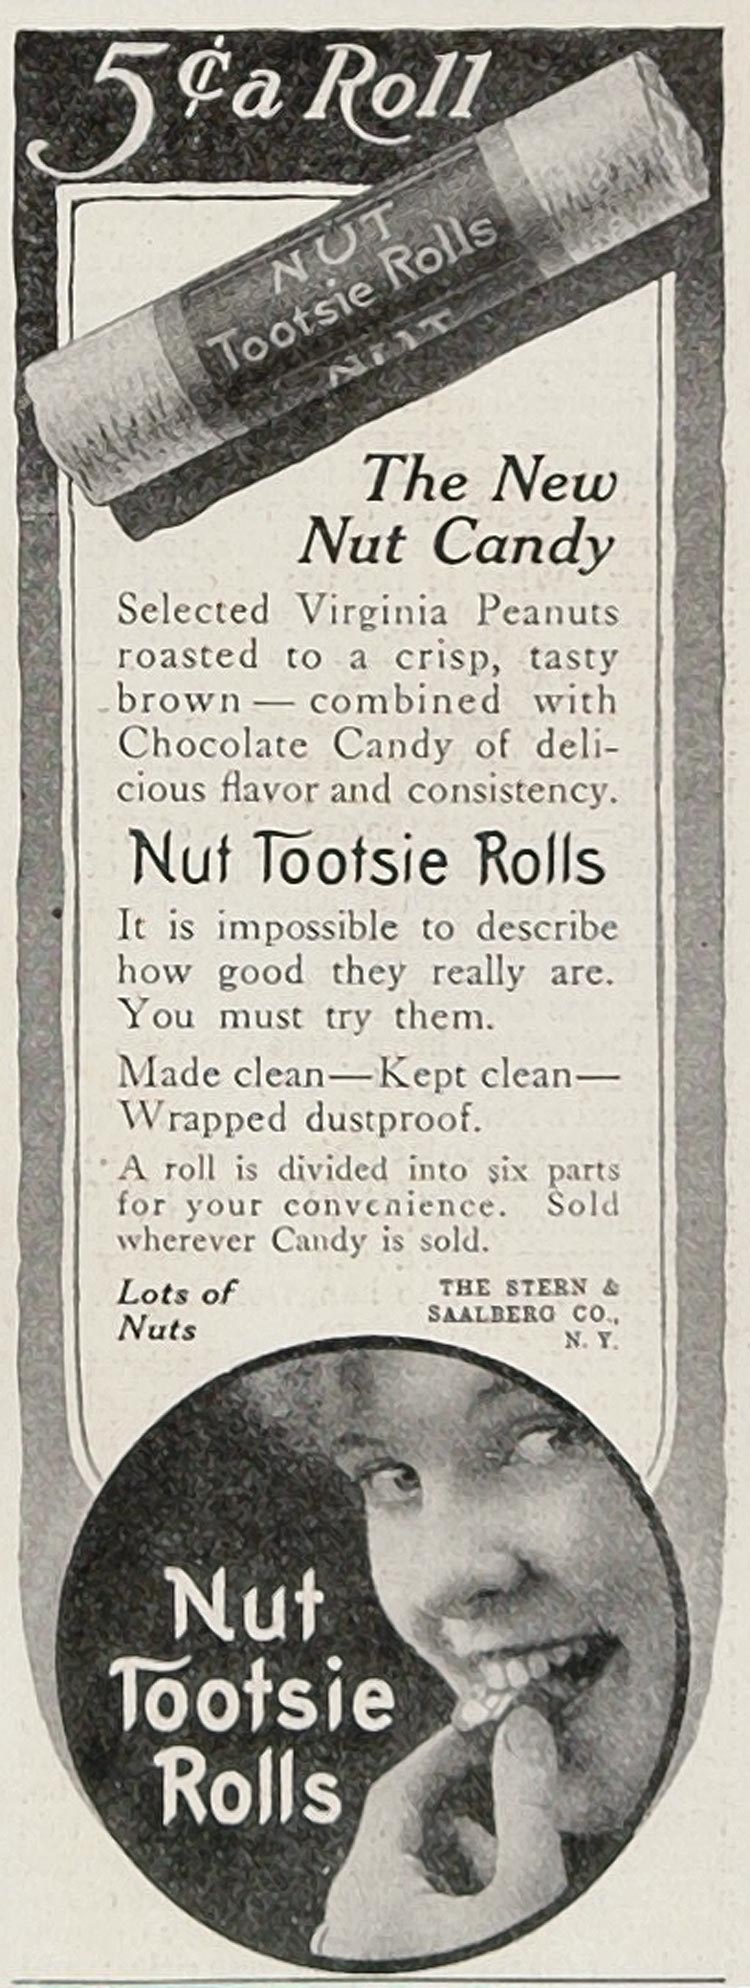 5¢ a Roll
NUT
Tootsie Rolls
NUT
The New
Nut Candy
Selected Virginia Peanuts
roasted to a crisp, tasty
brown — combined with
Chocolate Candy of deli-
cious flavor and consistency.
Nut Tootsie Rolls
It is impossible to describe
how good they really are.
You must try them.
Made clean—Kept clean—
Wrapped dustproof.
A roll is divided into six parts
for your convenience. Sold
wherever Candy is sold.
Lots of
Nuts
THE STERN &
SAALBERG CO.,
N. Y.
Nut
Tootsie
Rolls